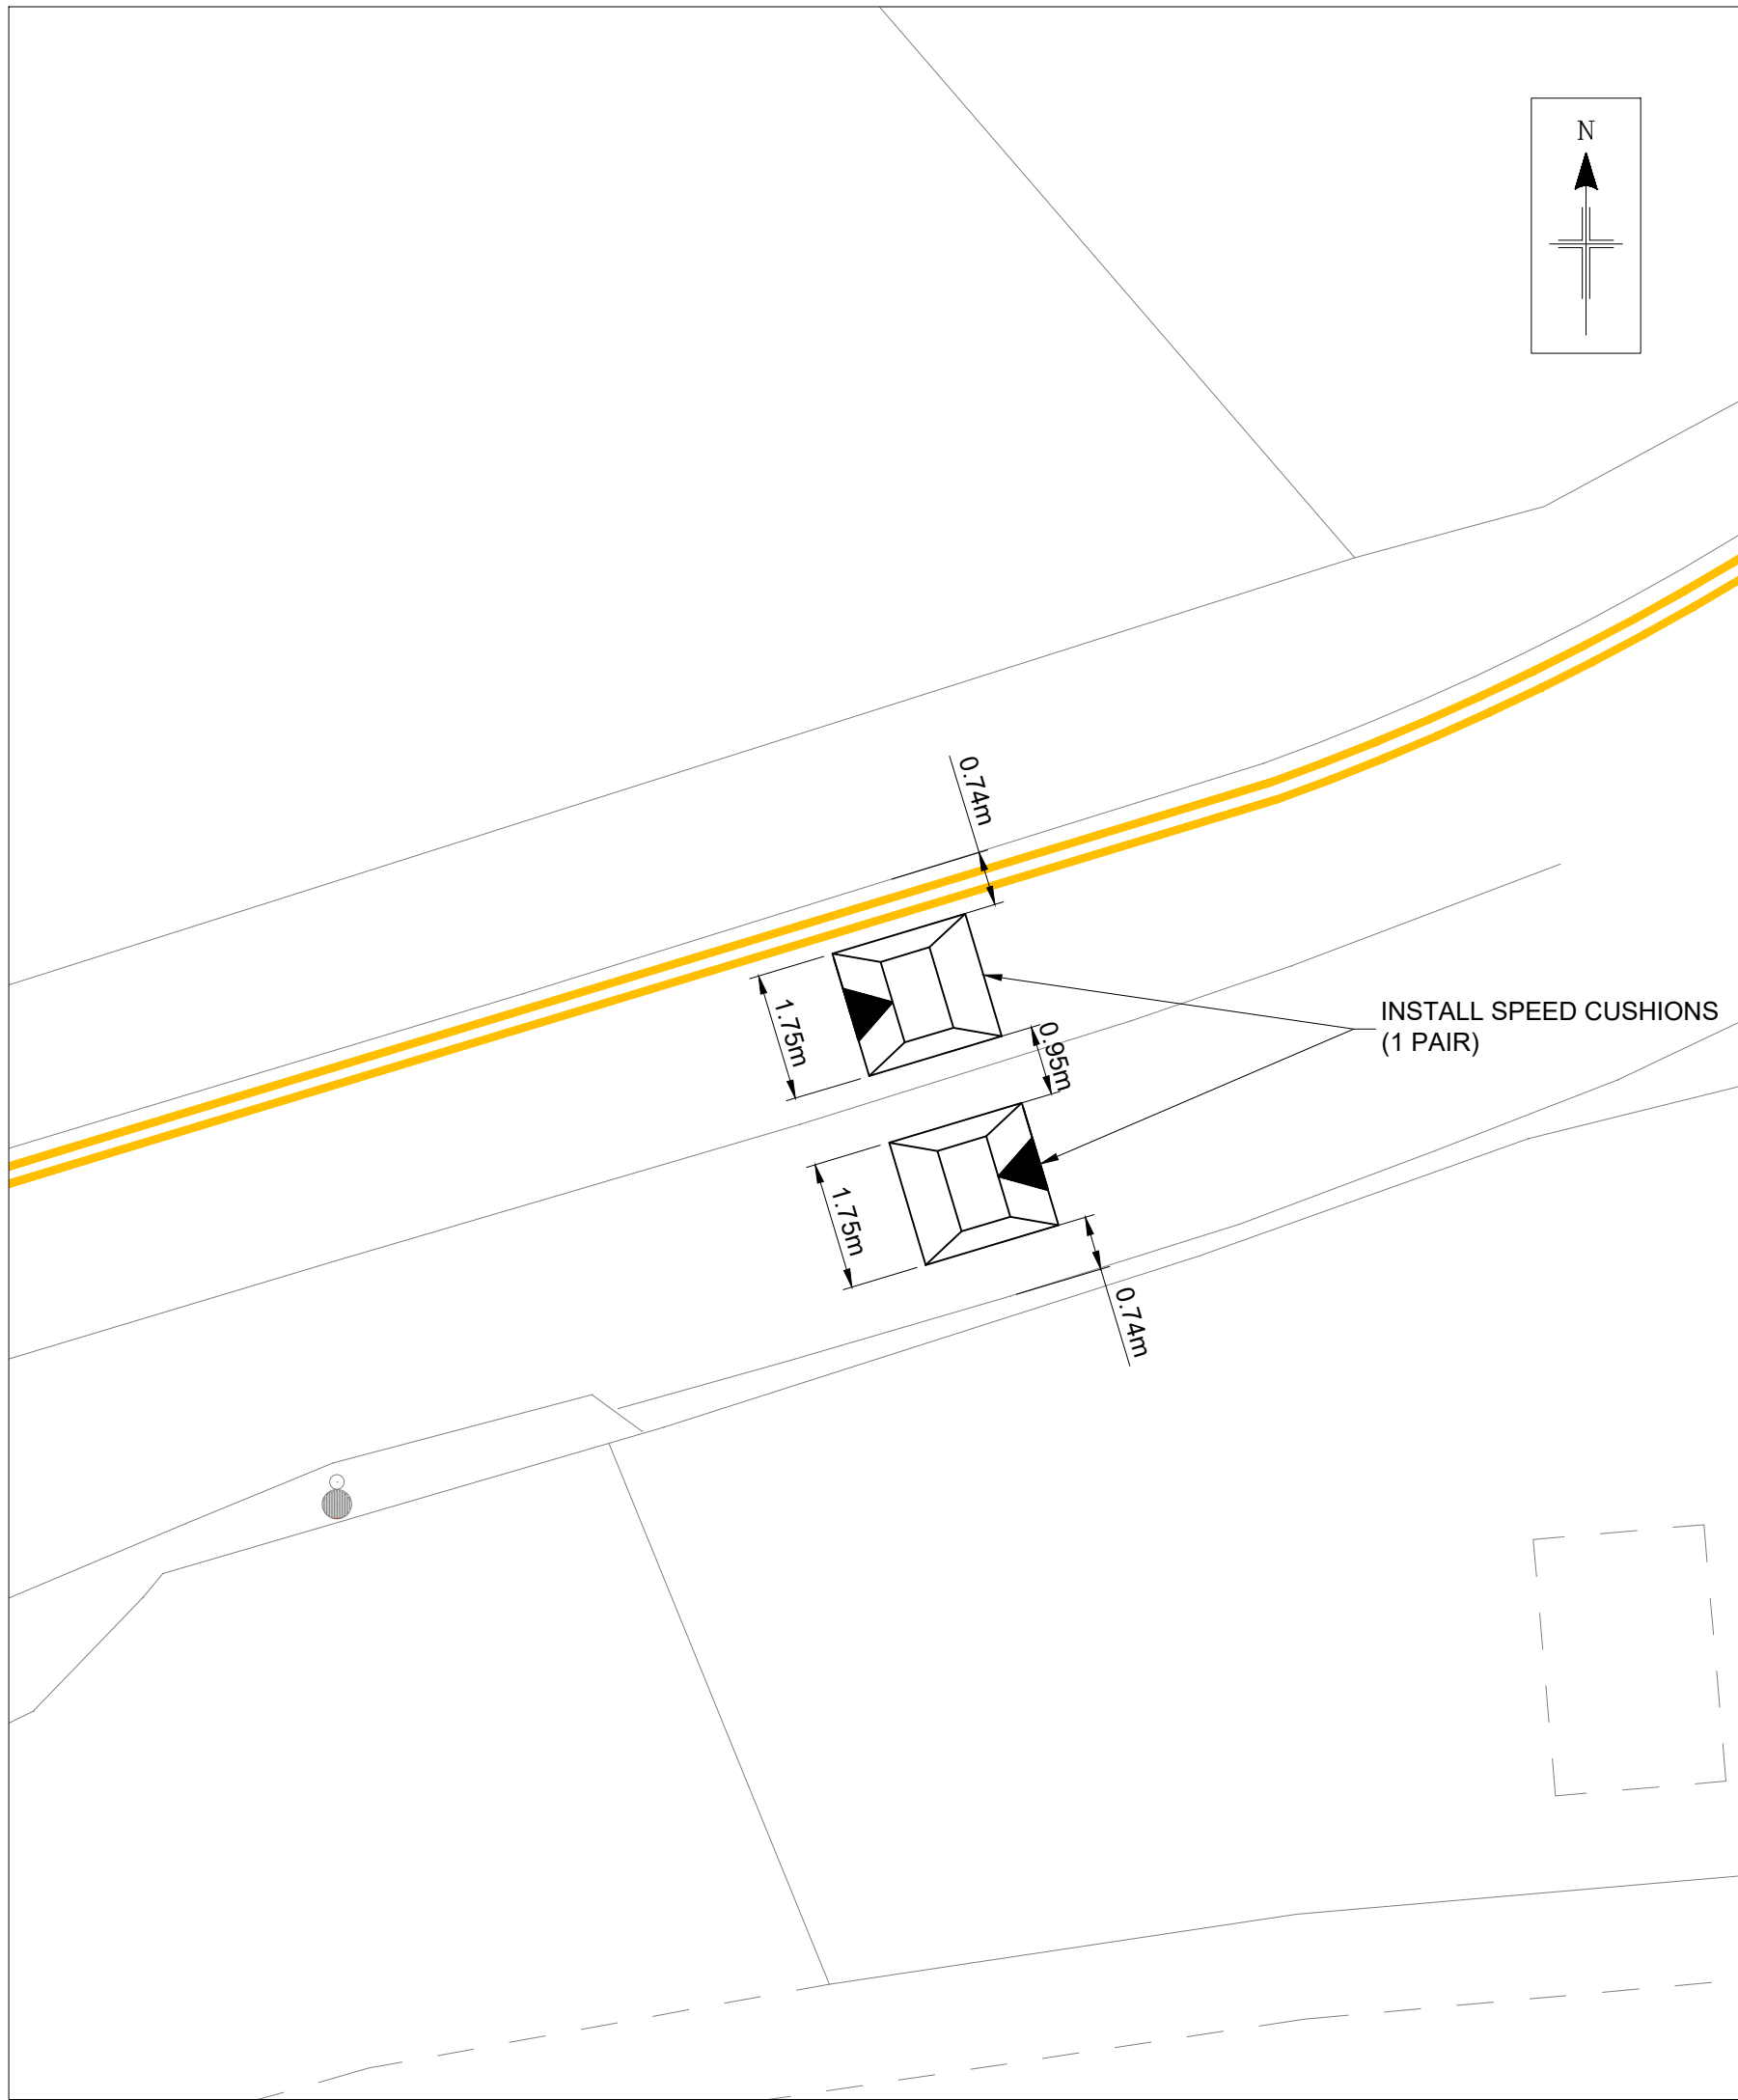 N
0.74m
1.75m
0.95m
INSTALL SPEED CUSHIONS
(1 PAIR)
1.75m
0.74m